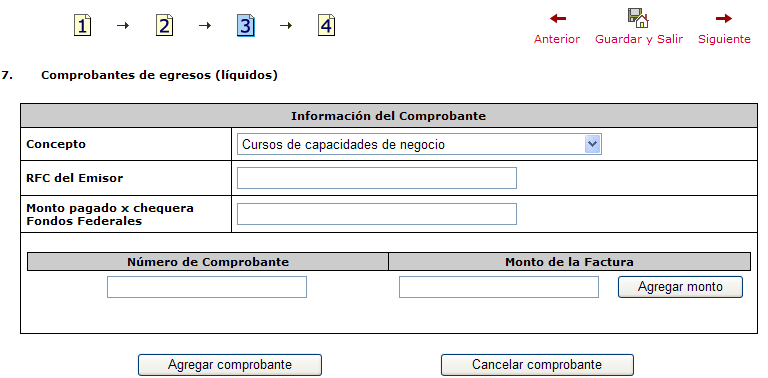 1 2 3 4
Anterior Guardar y Salir Siguiente
7. Comprobantes de egresos (líquidos)
Información del Comprobante
Concepto Cursos de capacidades de negocio
RFC del Emisor
Monto pagado x chequera
Fondos Federales
Número de Comprobante Monto de la Factura
Agregar monto
Agregar comprobante Cancelar comprobante